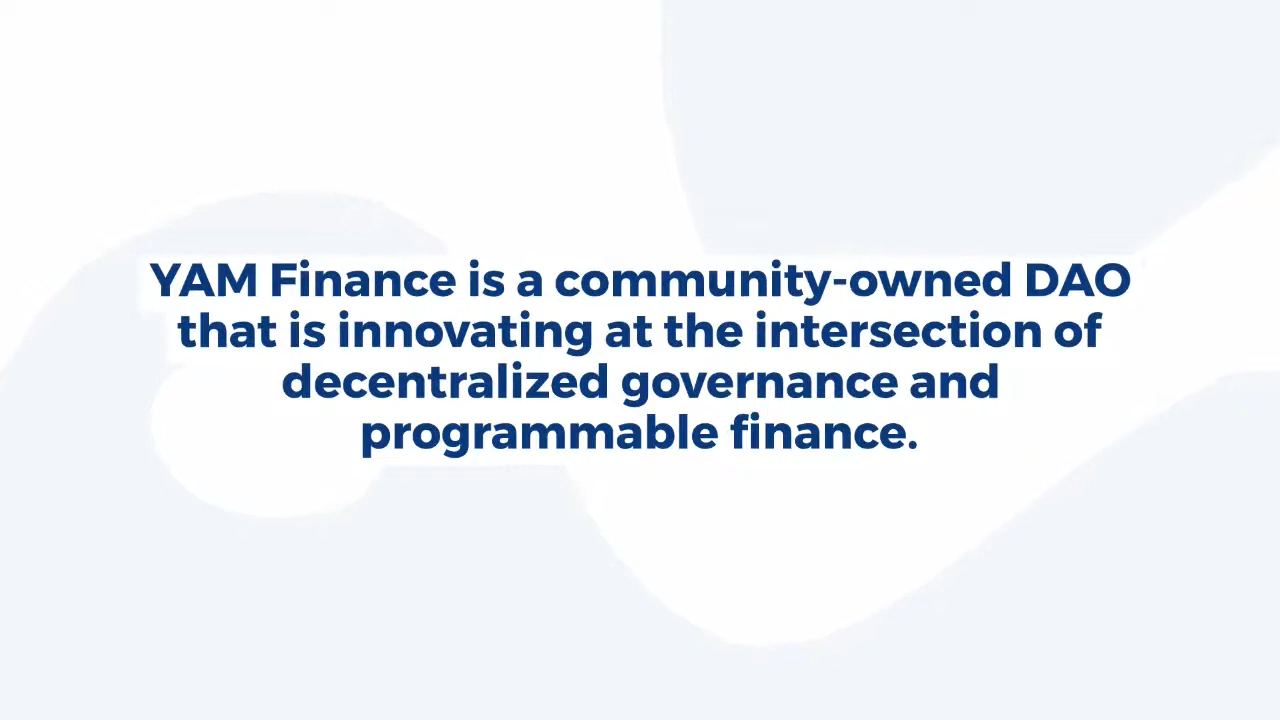 YAM Finance is a community-owned DAO
that is innovating at the intersection of
decentralized governance and
programmable finance.